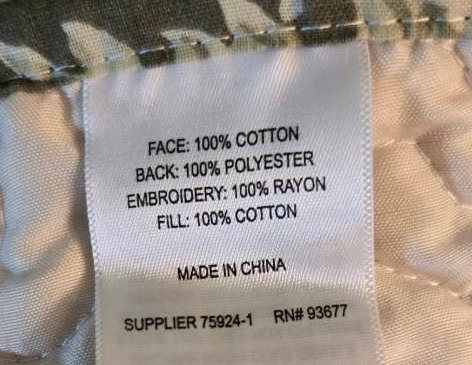 FACE: 100% COTTON
BACK: 100% POLYESTER
EMBROIDERY: 100% RAYON
FILL: 100% COTTON
MADE IN CHINA
SUPPLIER 75924-1 RN# 93677